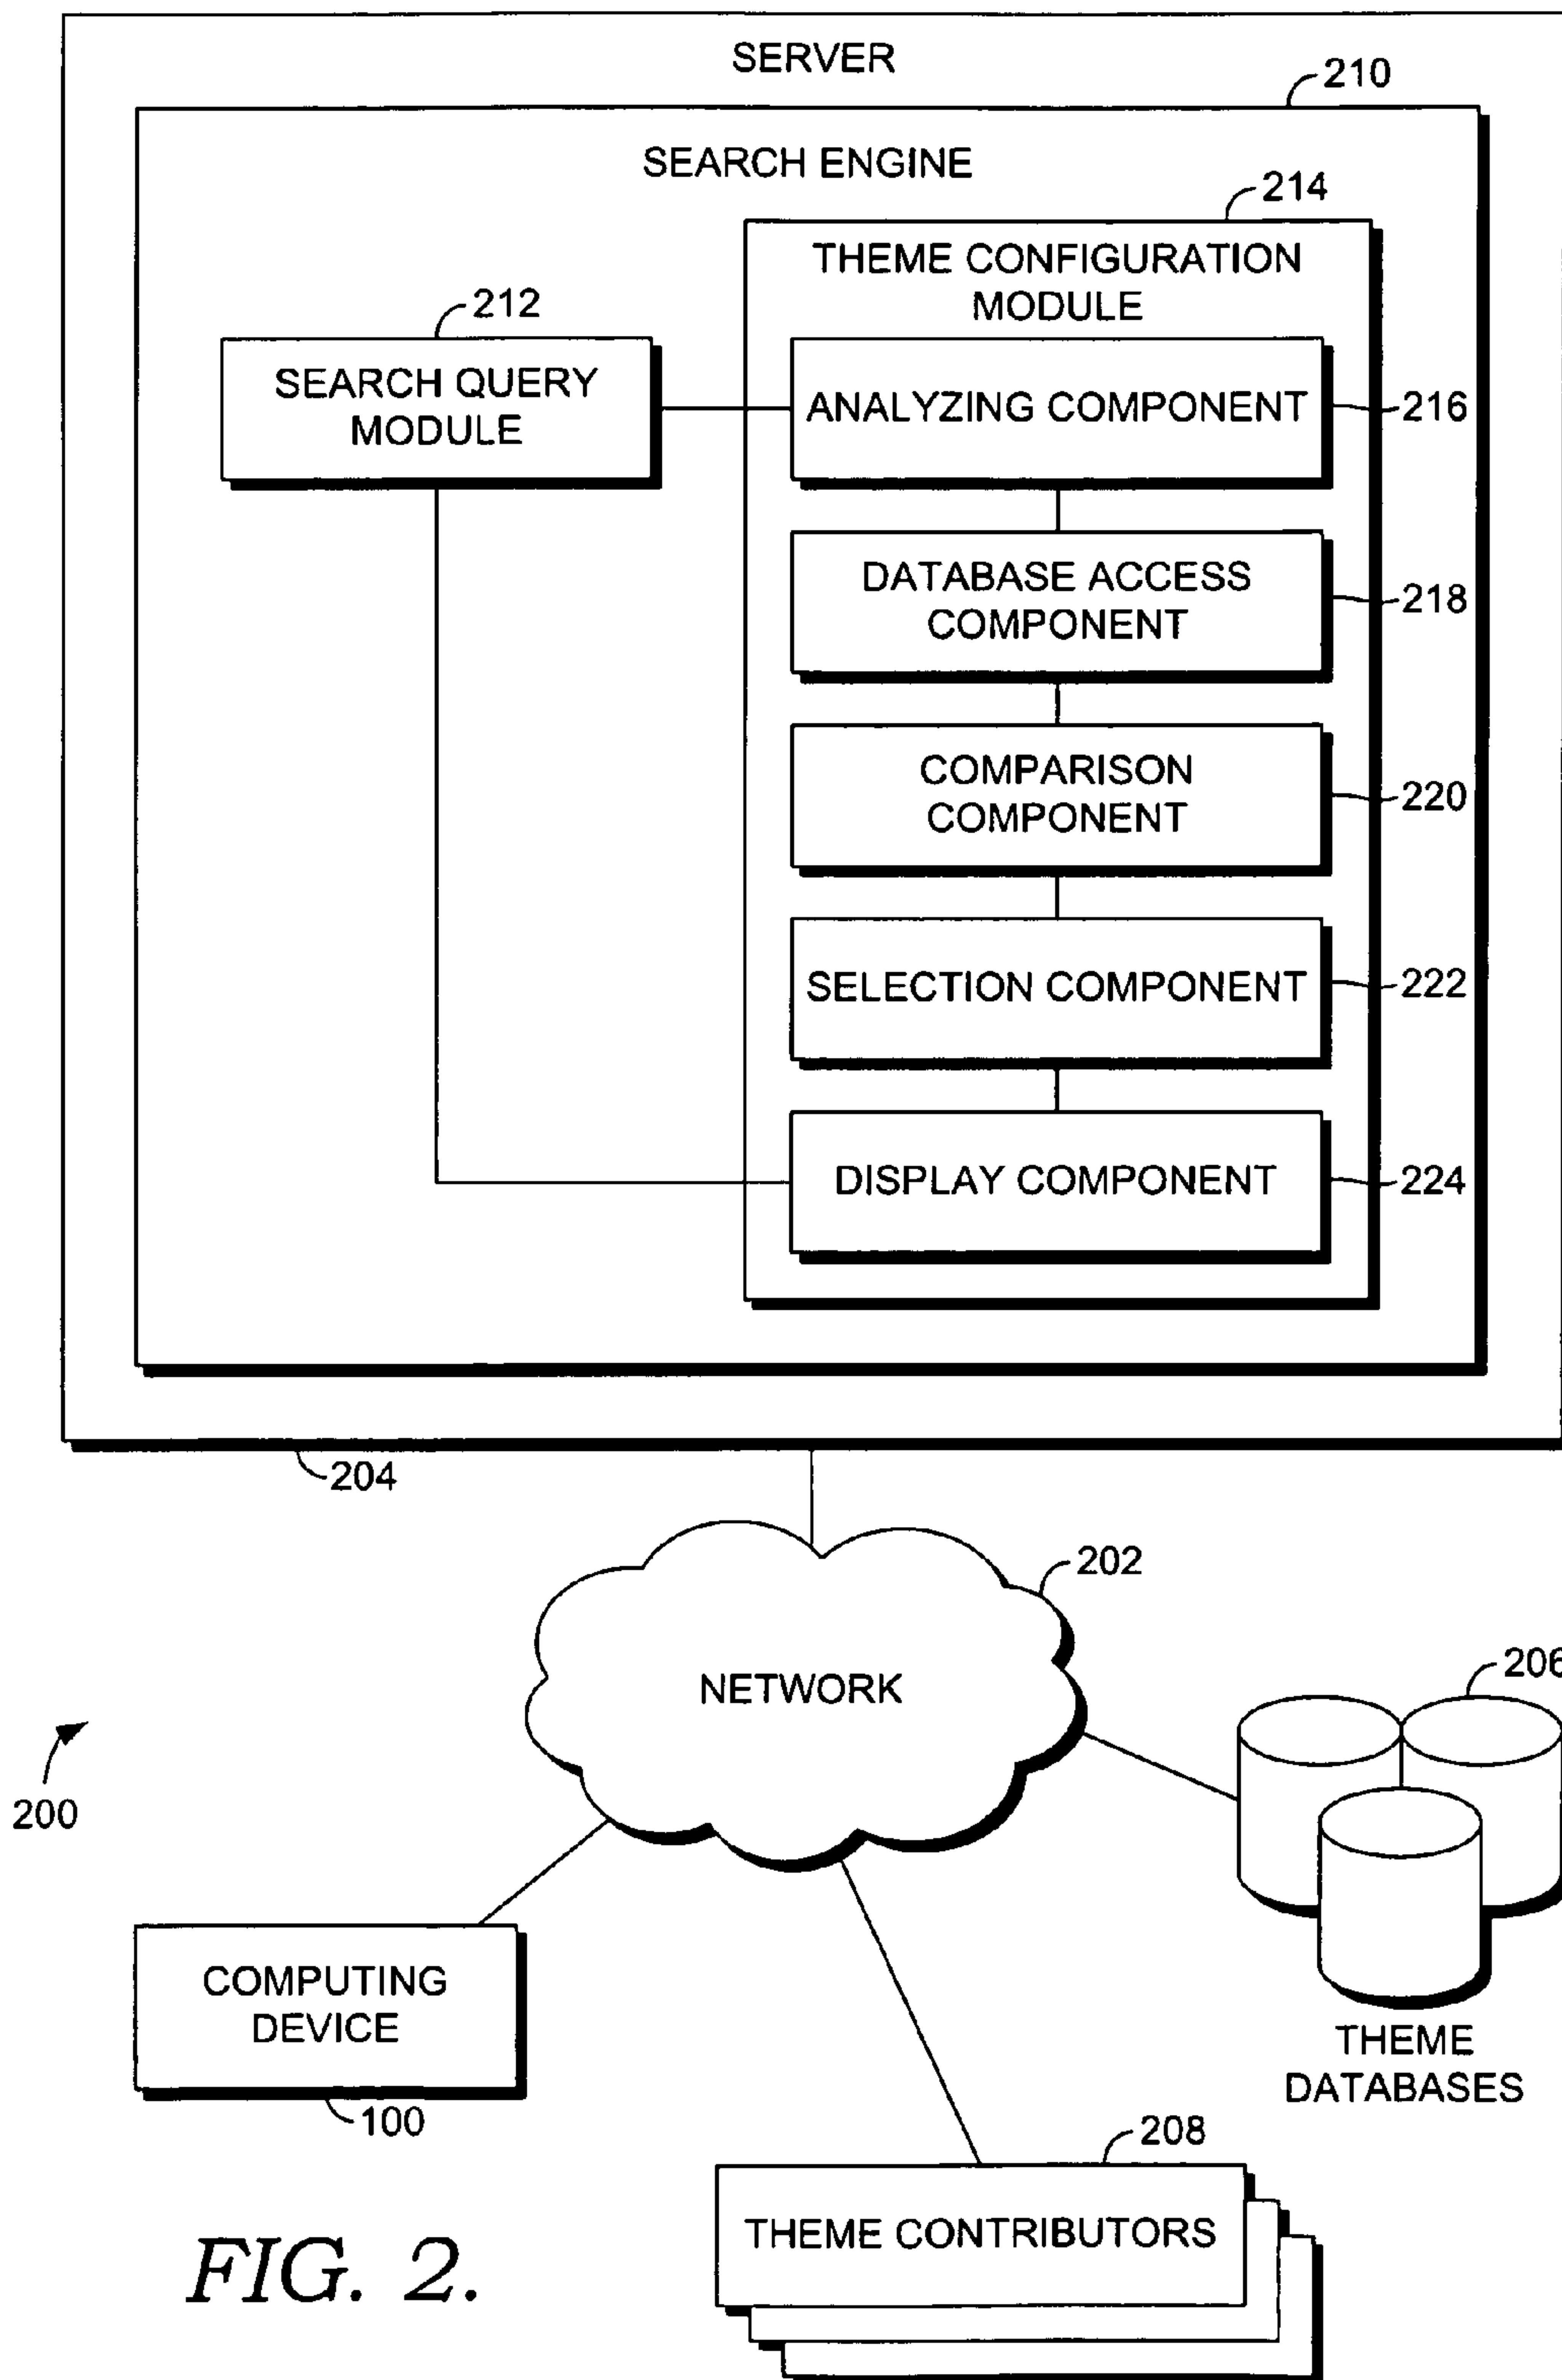 SERVER
210
SEARCH ENGINE
214
THEME CONFIGURATION
MODULE
212
SEARCH QUERY
MODULE
ANALYZING COMPONENT
216
DATABASE ACCESS
COMPONENT
218
COMPARISON
COMPONENT
220
SELECTION COMPONENT
222
DISPLAY COMPONENT
224
204
202
NETWORK
206
200
COMPUTING
DEVICE
100
THEME
DATABASES
208
THEME CONTRIBUTORS
FIG. 2.